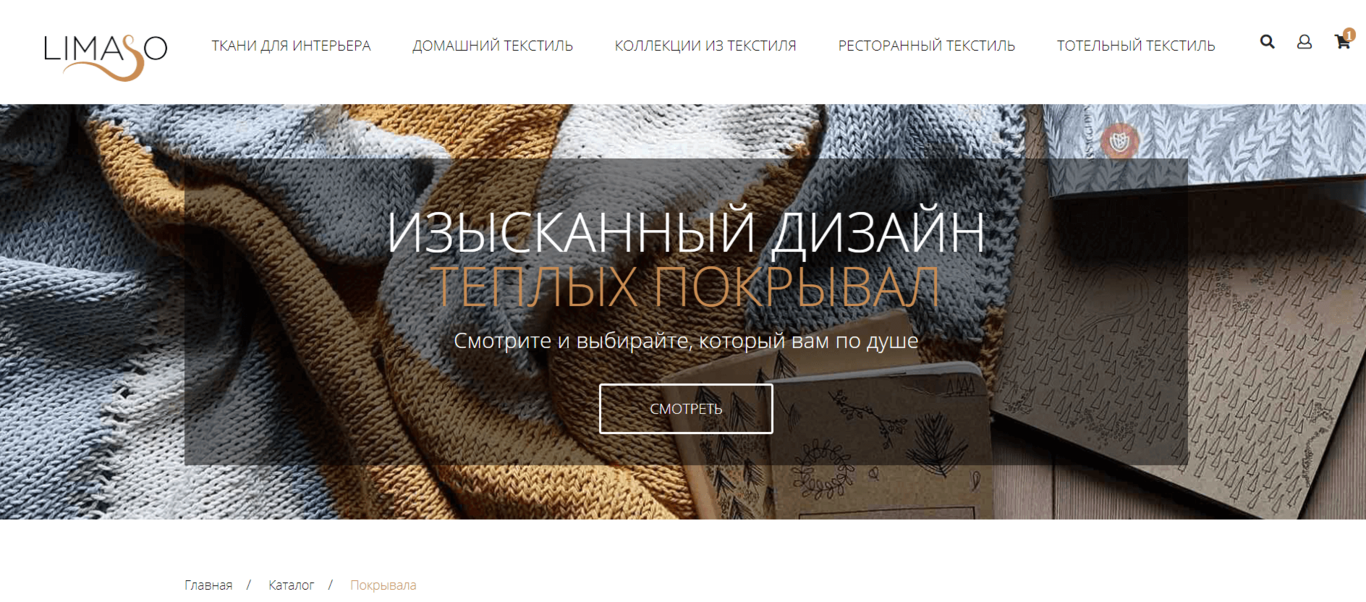 LIMASO
ТКАНИ ДЛЯ ИНТЕРЬЕРА
ДОМАШНИЙ ТЕКСТИЛЬ
КОЛЛЕКЦИИ ИЗ ТЕКСТИЛЯ
РЕСТОРАННЫЙ ТЕКСТИЛЬ
ТОТЕЛЬНЫЙ ТЕКСТИЛЬ
1
ИЗЫСКАННЫЙ ДИЗАЙН
ТЕПЛЫХ ПОКРЫВАЛ
Смотрите и выбирайте, который вам по душе
СМОТРЕТЬ
Главная / Каталог / Покрывала